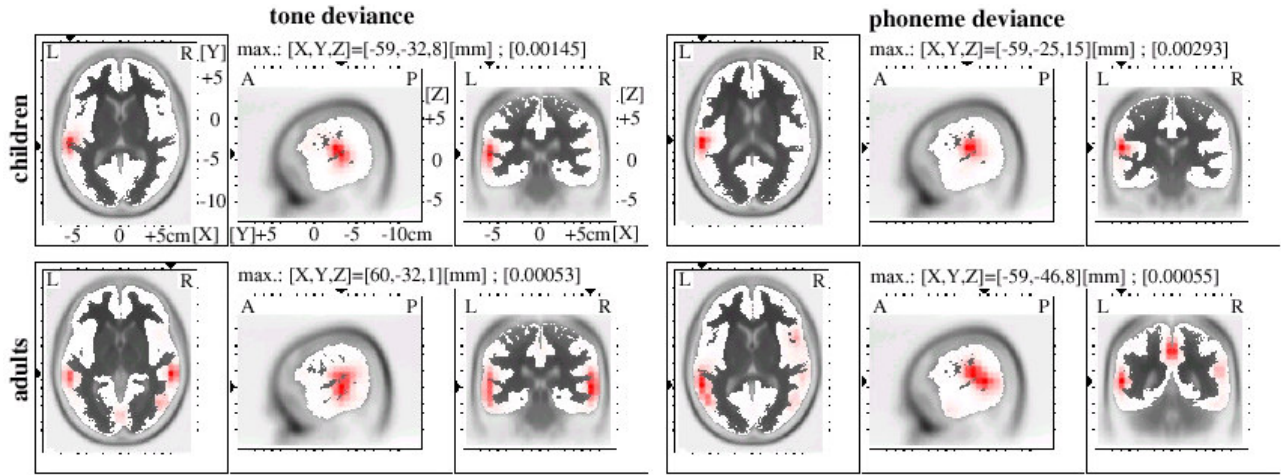 tone deviance
phoneme deviance
children
max.: [X,Y,Z]=[-59,-32,8][mm] ; [0.00145]
max.: [X,Y,Z]=[-59,-25,15][mm] ; [0.00293]
L R [Y]
+5
0
-5
-10
-5 0 +5cm [X]
A P [Z]
+5
0
-5
[Y] +5 0 -5 -10cm
L R [Z]
+5
0
-5
-5 0 +5cm [X]
L R
A P
L R
adults
max.: [X,Y,Z]=[60,-32,1][mm] ; [0.00053]
max.: [X,Y,Z]=[-59,-46,8][mm] ; [0.00055]
L R
A P
L R
L R
A P
L R